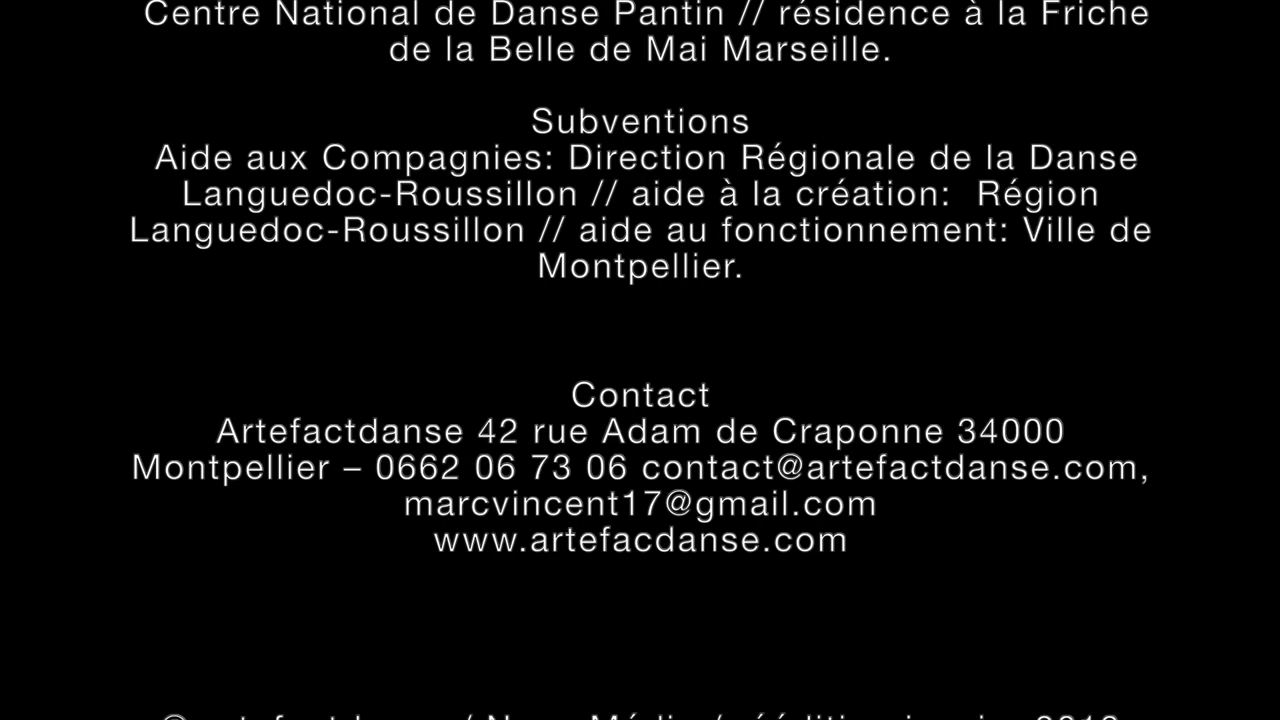 Centre National de Danse Pantin // résidence à la Friche
de la Belle de Mai Marseille.
Subventions
Aide aux Compagnies: Direction Régionale de la Danse
Languedoc-Roussillon // aide à la création:  Région
Languedoc-Roussillon // aide au fonctionnement: Ville de
Montpellier.
Contact
Artefactdanse 42 rue Adam de Craponne 34000
Montpellier – 0662 06 73 06 contact@artefactdanse.com,
marcvincent17@gmail.com
www.artefacdanse.com